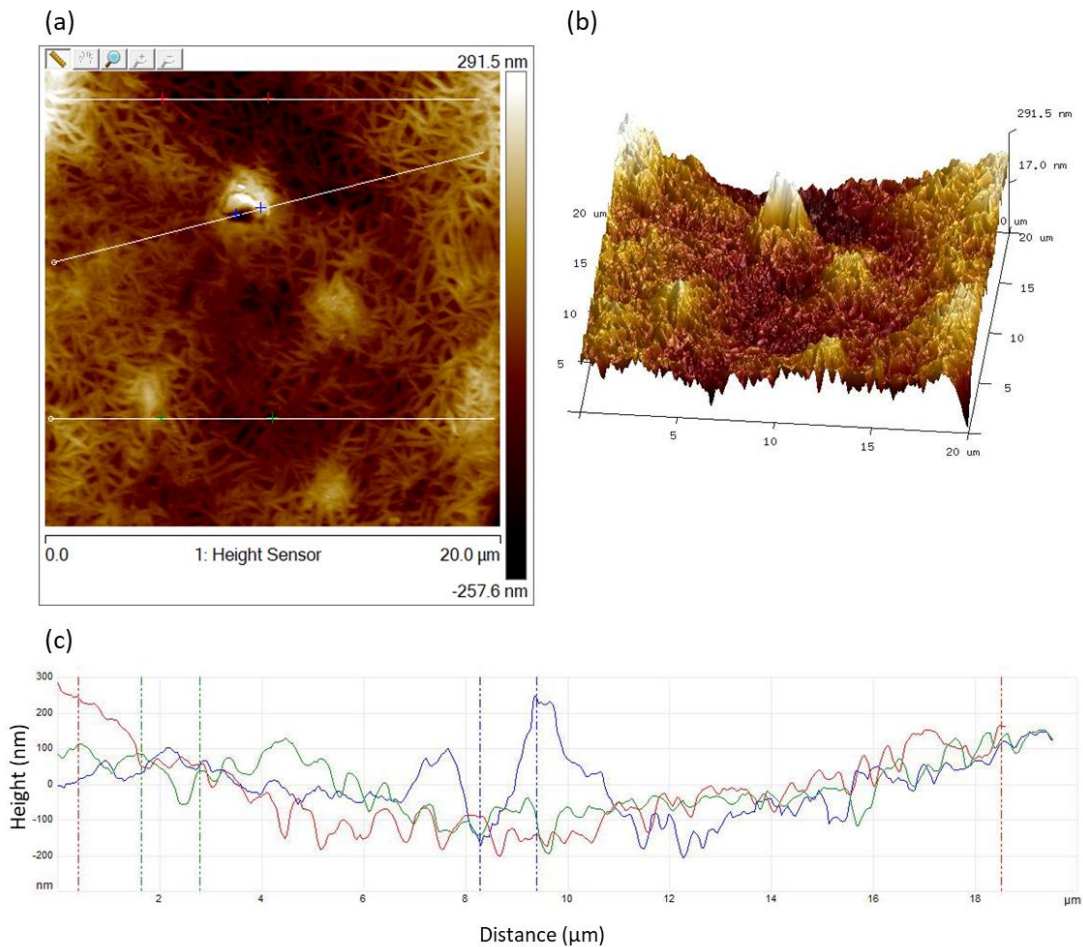 (a)
(b)
291.5 nm
0.0
1: Height Sensor
20.0 µm
-257.6 nm
291.5 nm
17.0 nm
0 um
20 um
15
10
5
20 um
15
10
5
5
10
15
20 um
(c)
Height (nm)
300
200
100
0
-100
-200
nm
2
4
6
8
10
12
14
16
18
µm
Distance (µm)